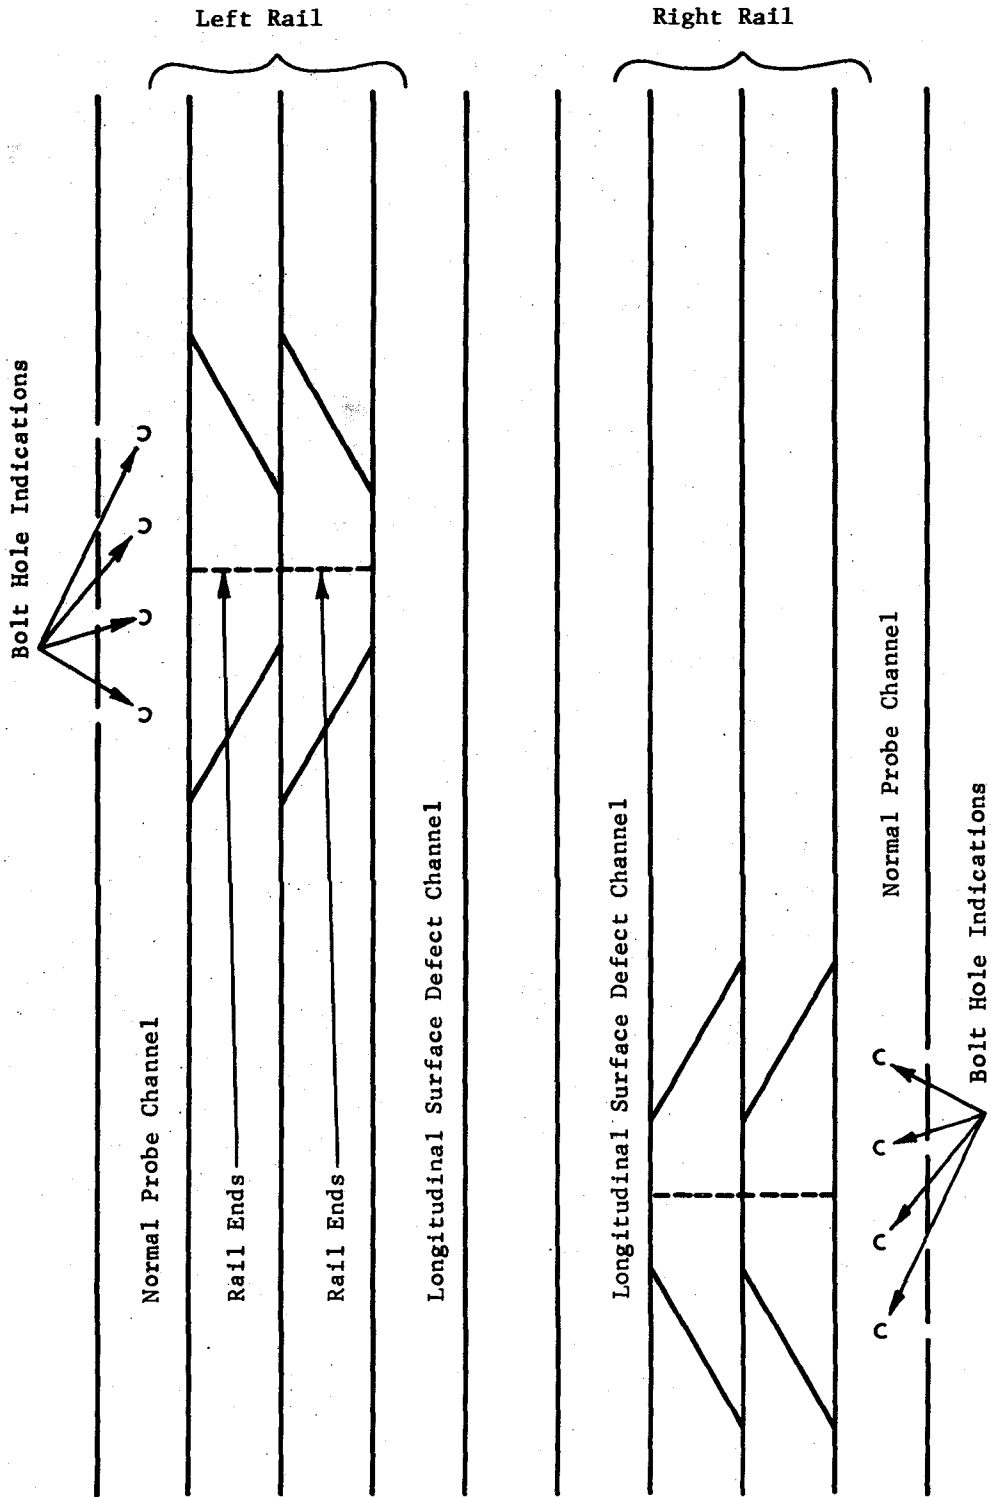 Left Rail
Right Rail
Bolt Hole Indications
Normal Probe Channel
Rail Ends
Rail Ends
Longitudinal Surface Defect Channel
Longitudinal Surface Defect Channel
Normal Probe Channel
Bolt Hole Indications